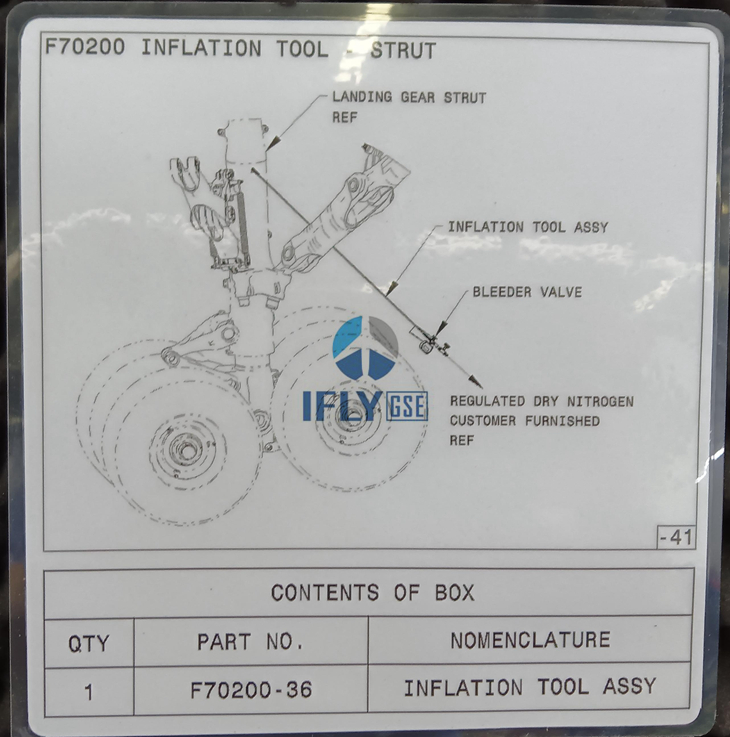 F70200 INFLATION TOOL - STRUT
LANDING GEAR STRUT
REF
INFLATION TOOL ASSY
BLEEDER VALVE
IFLY GSE
REGULATED DRY NITROGEN
CUSTOMER FURNISHED
REF
-41
CONTENTS OF BOX
QTY PART NO. NOMENCLATURE
1 F70200-36 INFLATION TOOL ASSY